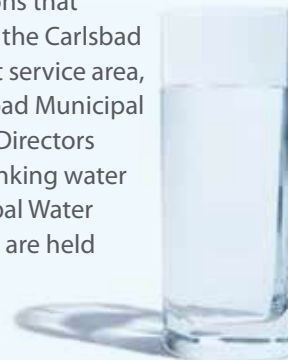 ons that
the Carlsbad
t service area,
ad Municipal
Directors
nking water
pal Water
are held